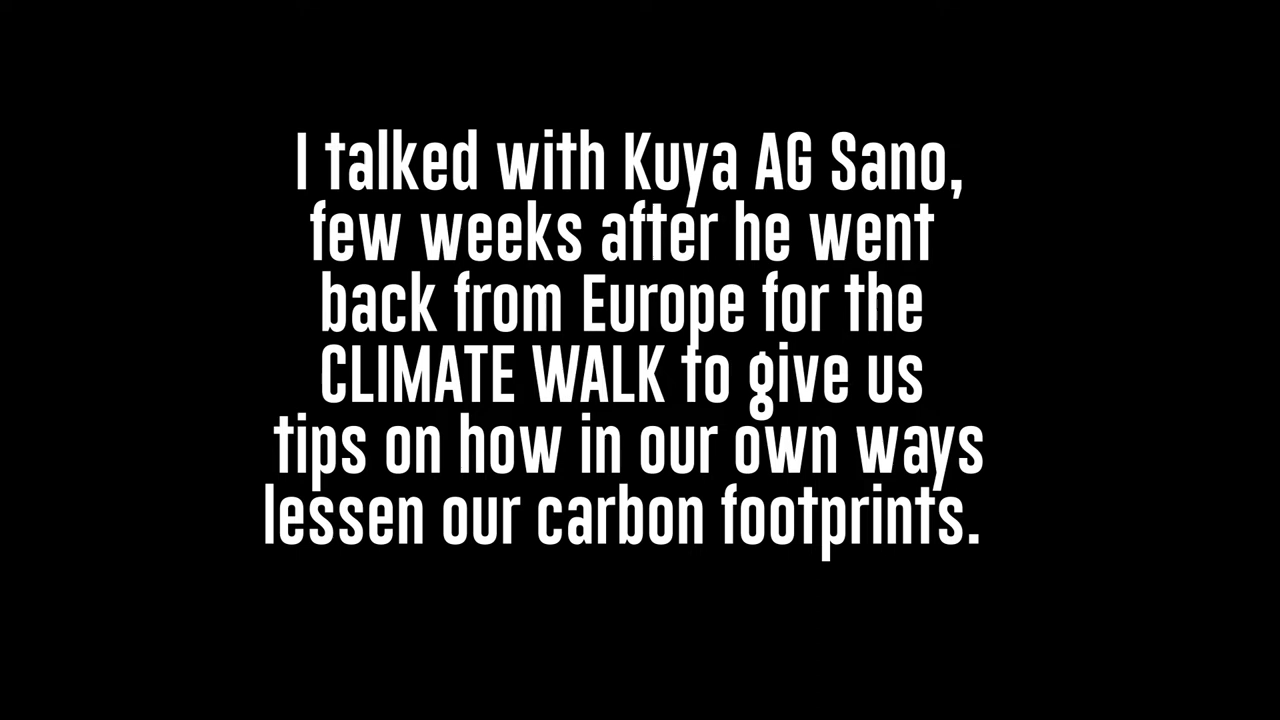 I talked with Kuya AG Sano,
few weeks after he went
back from Europe for the
CLIMATE WALK to give us
tips on how in our own ways
lessen our carbon footprints.